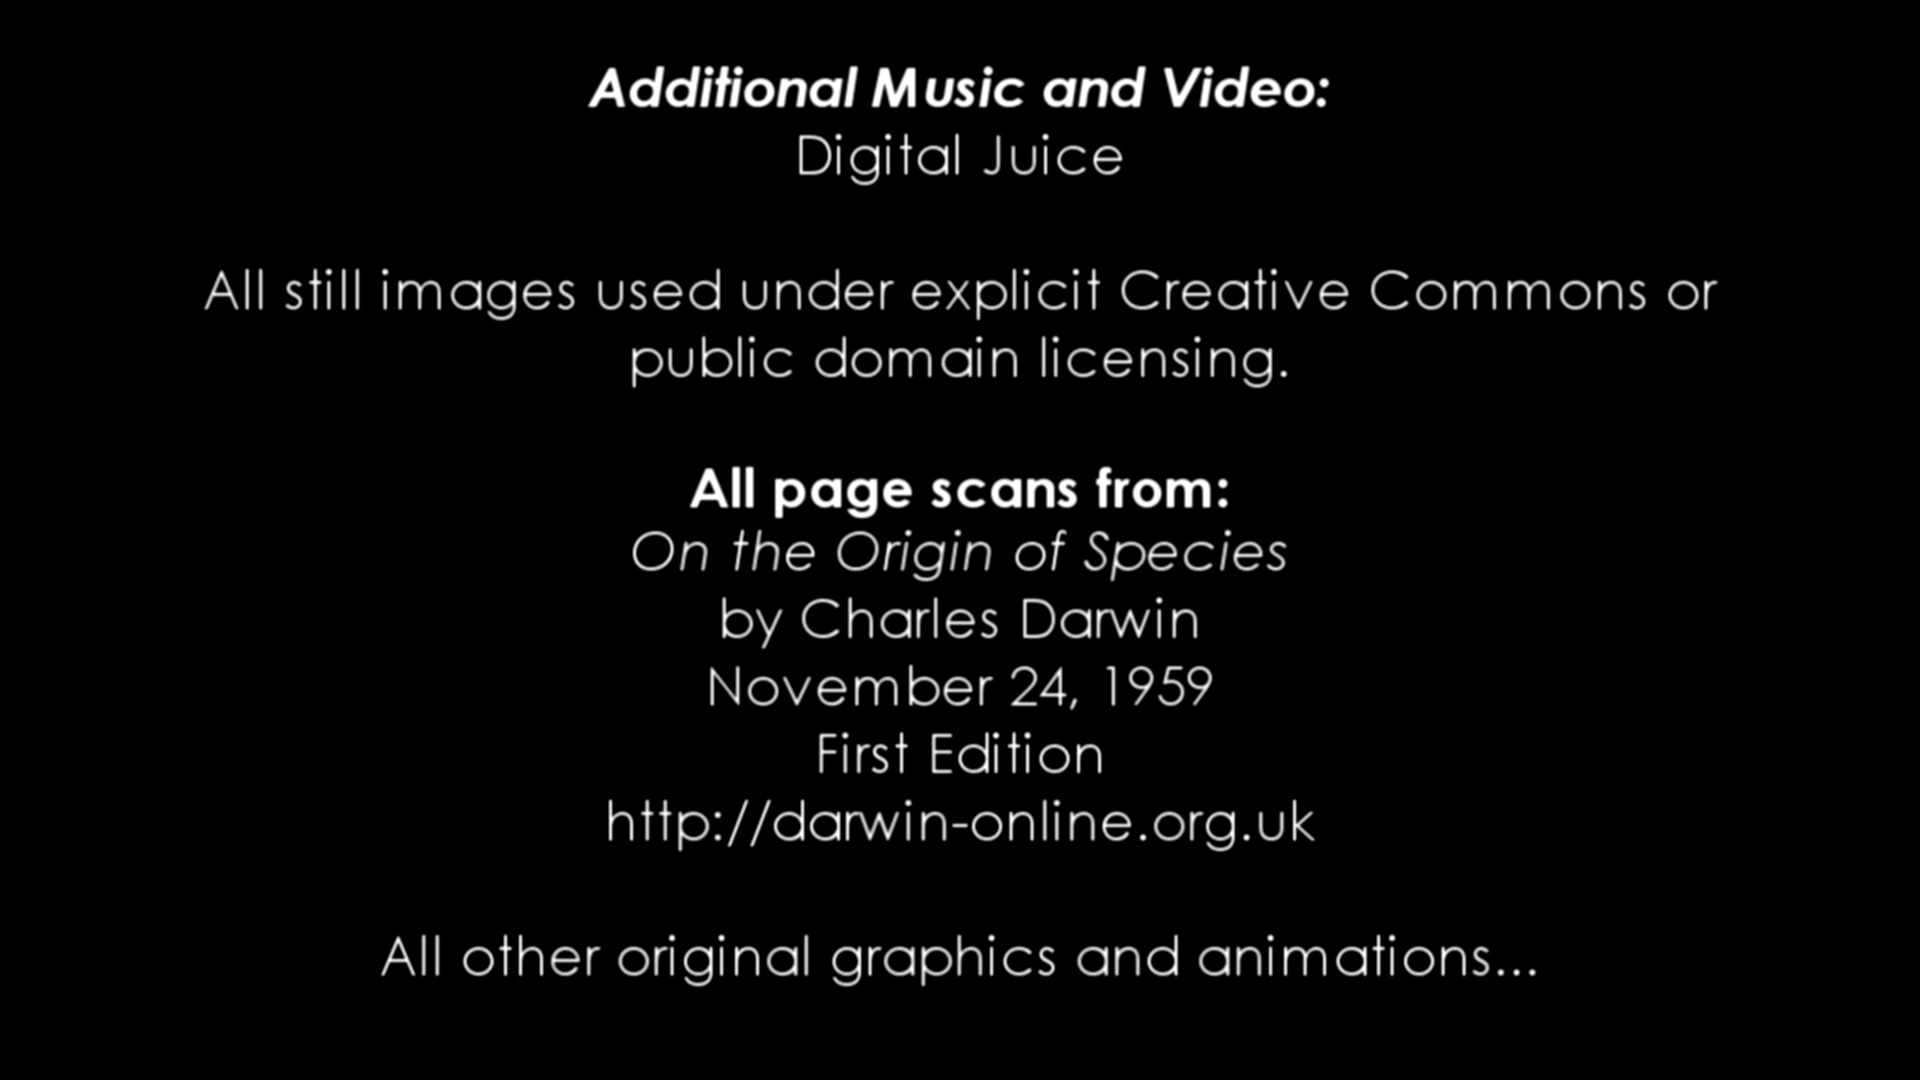 Additional Music and Video:
Digital Juice
All still images used under explicit Creative Commons or
public domain licensing.
All page scans from:
On the Origin of Species
by Charles Darwin
November 24, 1959
First Edition
http://darwin-online.org.uk
All other original graphics and animations...